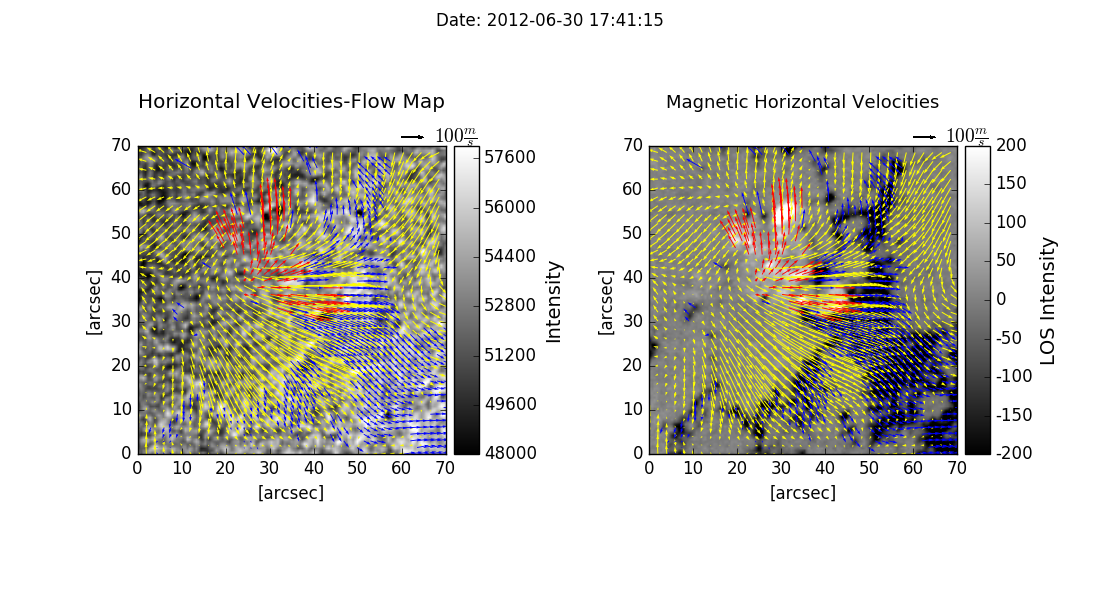 Date: 2012-06-30 17:41:15
Horizontal Velocities-Flow Map
100 m/s
70
60
50
40
30
20
10
0
0 10 20 30 40 50 60 70
[arcsec]
[arcsec]
57600
56000
54400
52800
51200
49600
48000
Intensity
Magnetic Horizontal Velocities
100 m/s
70
60
50
40
30
20
10
0
0 10 20 30 40 50 60 70
[arcsec]
[arcsec]
200
150
100
50
0
-50
-100
-150
-200
LOS Intensity